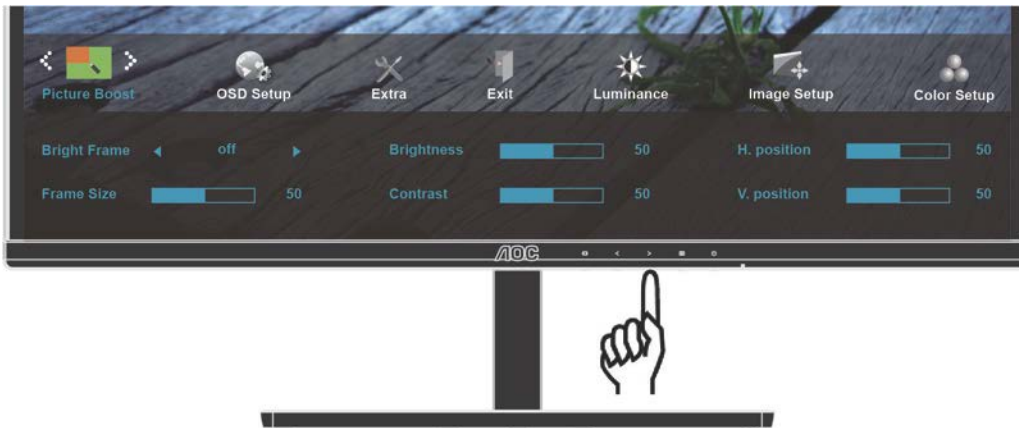 Picture Boost OSD Setup Extra Exit Luminance Image Setup Color Setup
Bright Frame off Brightness 50 H. position 50
Frame Size 50 Contrast 50 V. position 50
AOC